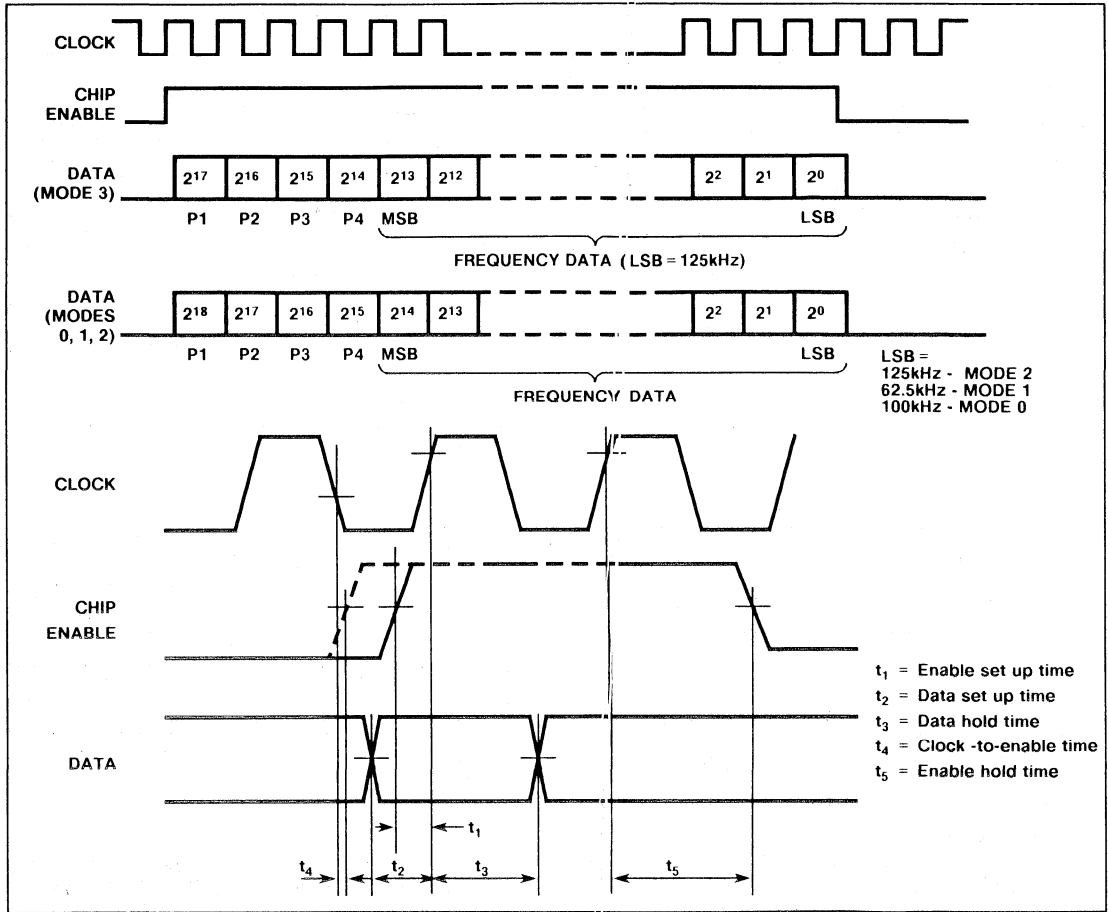 CLOCK
CHIP
ENABLE
DATA
(MODE 3)
2¹⁷ 2¹⁶ 2¹⁵ 2¹⁴ 2¹³ 2¹² 2² 2¹ 2⁰
P1 P2 P3 P4 MSB LSB
FREQUENCY DATA (LSB = 125kHz)
DATA
(MODES
0, 1, 2)
2¹⁸ 2¹⁷ 2¹⁶ 2¹⁵ 2¹⁴ 2¹³ 2² 2¹ 2⁰
P1 P2 P3 P4 MSB LSB
FREQUENCY DATA
LSB =
125kHz - MODE 2
62.5kHz - MODE 1
100kHz - MODE 0
CLOCK
CHIP
ENABLE
DATA
t₁ = Enable set up time
t₂ = Data set up time
t₃ = Data hold time
t₄ = Clock -to-enable time
t₅ = Enable hold time
t₁
t₄ t₂ t₃ t₅